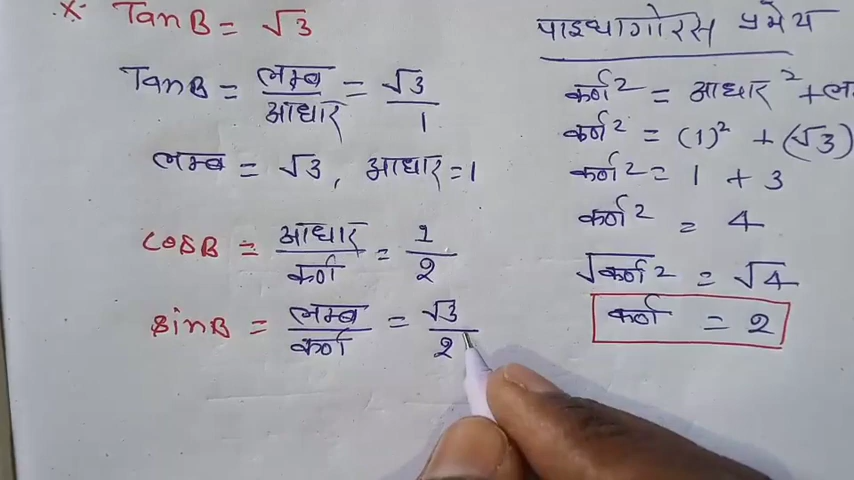 Tan B = √3
Tan B = लम्ब/आधार = √3/1
लम्ब = √3, आधार = 1
cos B = आधार/कर्ण = 1/2
sin B = लम्ब/कर्ण = √3/2
पाइथागोरस प्रमेय
कर्ण² = आधार² + ल
कर्ण² = (1)² + (√3)
कर्ण² = 1 + 3
कर्ण² = 4
√कर्ण² = √4
कर्ण = 2